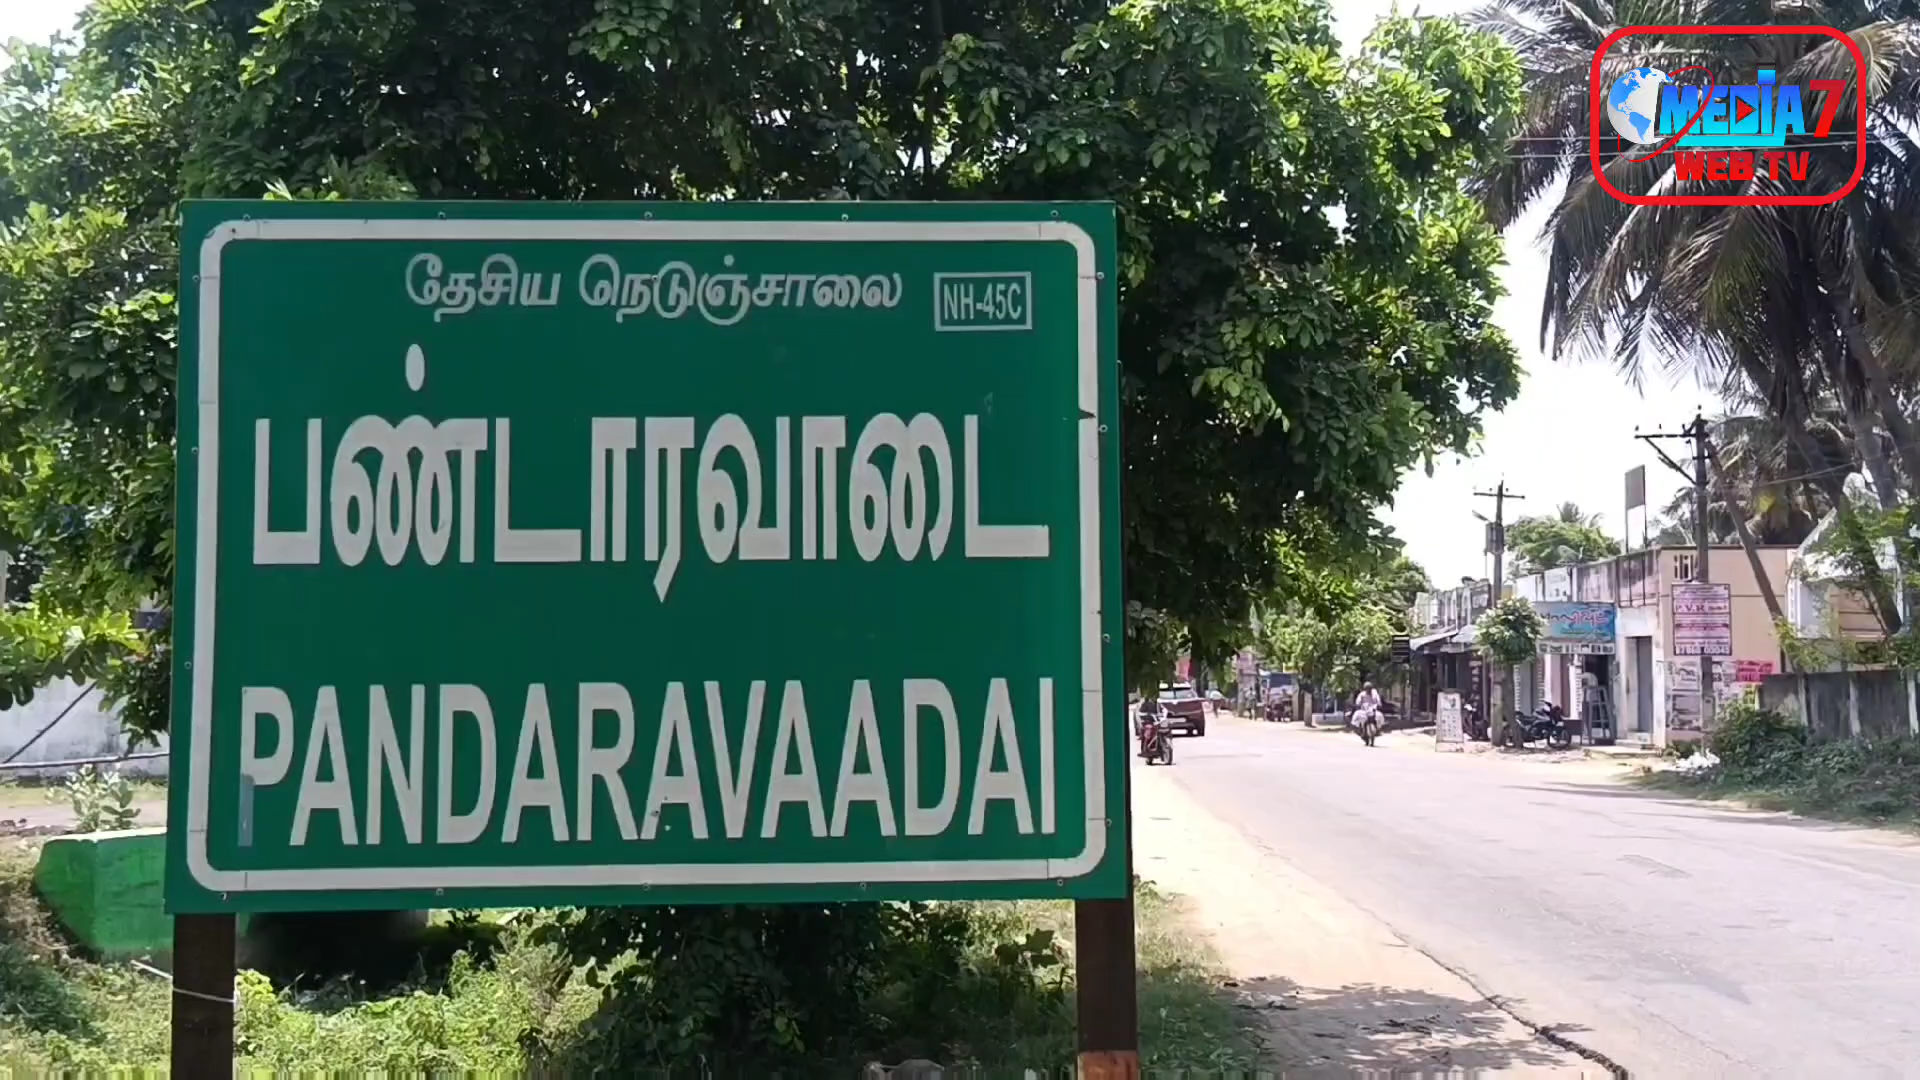 தேசிய நெடுஞ்சாலை NH-45C
பண்டாரவாடை
PANDARAVAADAI
MEDIA 7
WEB TV
P.V.R